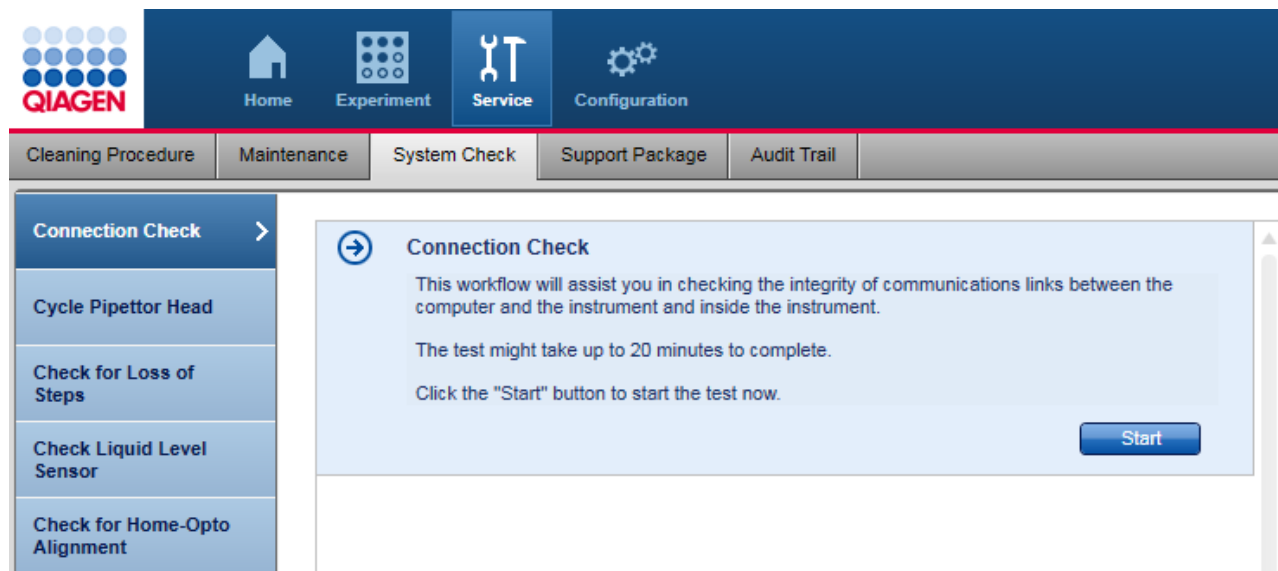 QIAGEN
Home
Experiment
Service
Configuration
Cleaning Procedure
Maintenance
System Check
Support Package
Audit Trail
Connection Check
Cycle Pipettor Head
Check for Loss of
Steps
Check Liquid Level
Sensor
Check for Home-Opto
Alignment
Connection Check
This workflow will assist you in checking the integrity of communications links between the
computer and the instrument and inside the instrument.
The test might take up to 20 minutes to complete.
Click the "Start" button to start the test now.
Start